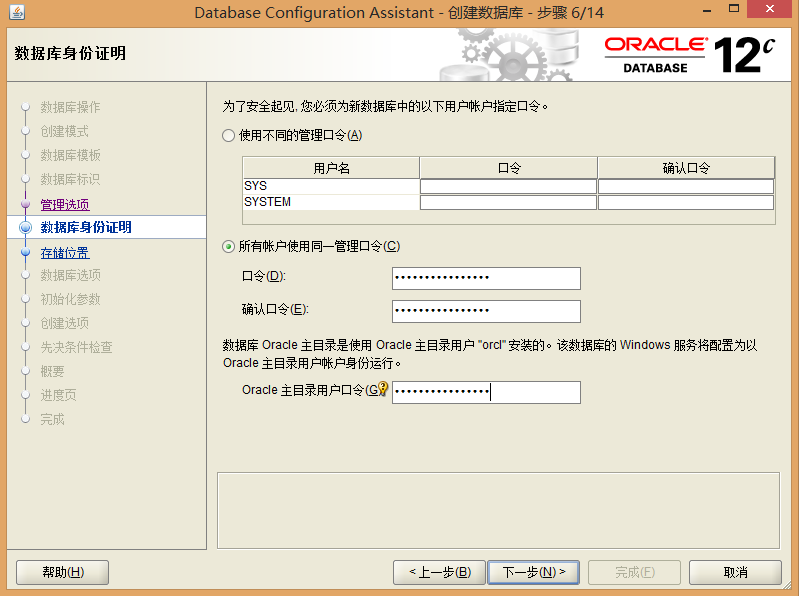 Database Configuration Assistant - 创建数据库 - 步骤 6/14
数据库身份证明
ORACLE®
DATABASE
12c
数据库操作
创建模式
数据库模板
数据库标识
管理选项
数据库身份证明
存储位置
数据库选项
初始化参数
创建选项
先决条件检查
概要
进度页
完成
为了安全起见, 您必须为新数据库中的以下用户帐户指定口令。
使用不同的管理口令(A)
用户名 口令 确认口令
SYS
SYSTEM
所有帐户使用同一管理口令(C)
口令(D): ••••••••••••••••
确认口令(E): ••••••••••••••••
数据库 Oracle 主目录是使用 Oracle 主目录用户 "orcl" 安装的。该数据库的 Windows 服务将配置为以
Oracle 主目录用户帐户身份运行。
Oracle 主目录用户口令(G) ••••••••••••••••
帮助(H)
< 上一步(B)
下一步(N) >
完成(F)
取消